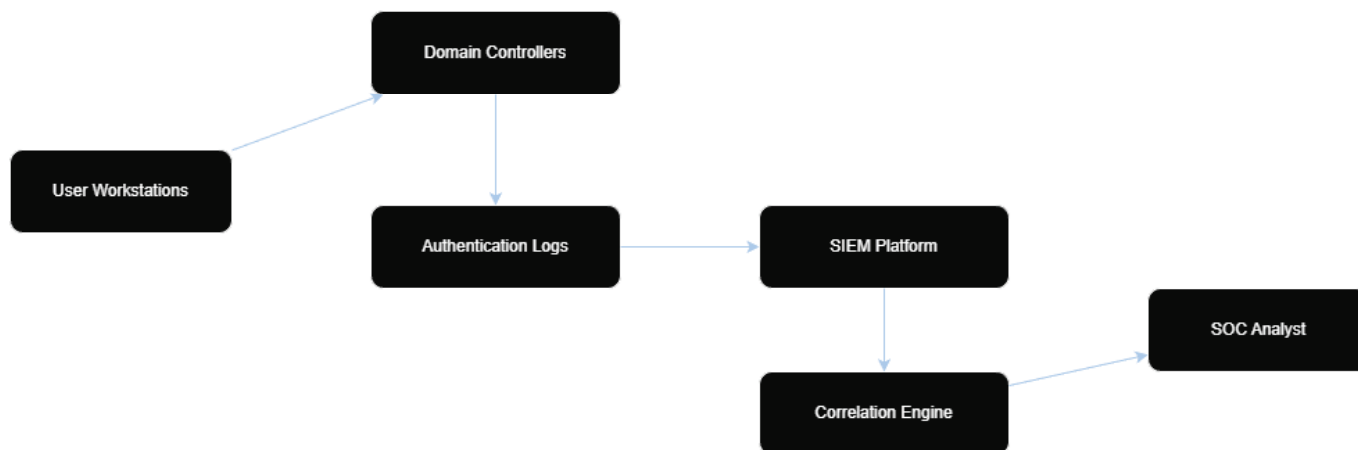 Domain Controllers
User Workstations
Authentication Logs
SIEM Platform
SOC Analyst
Correlation Engine